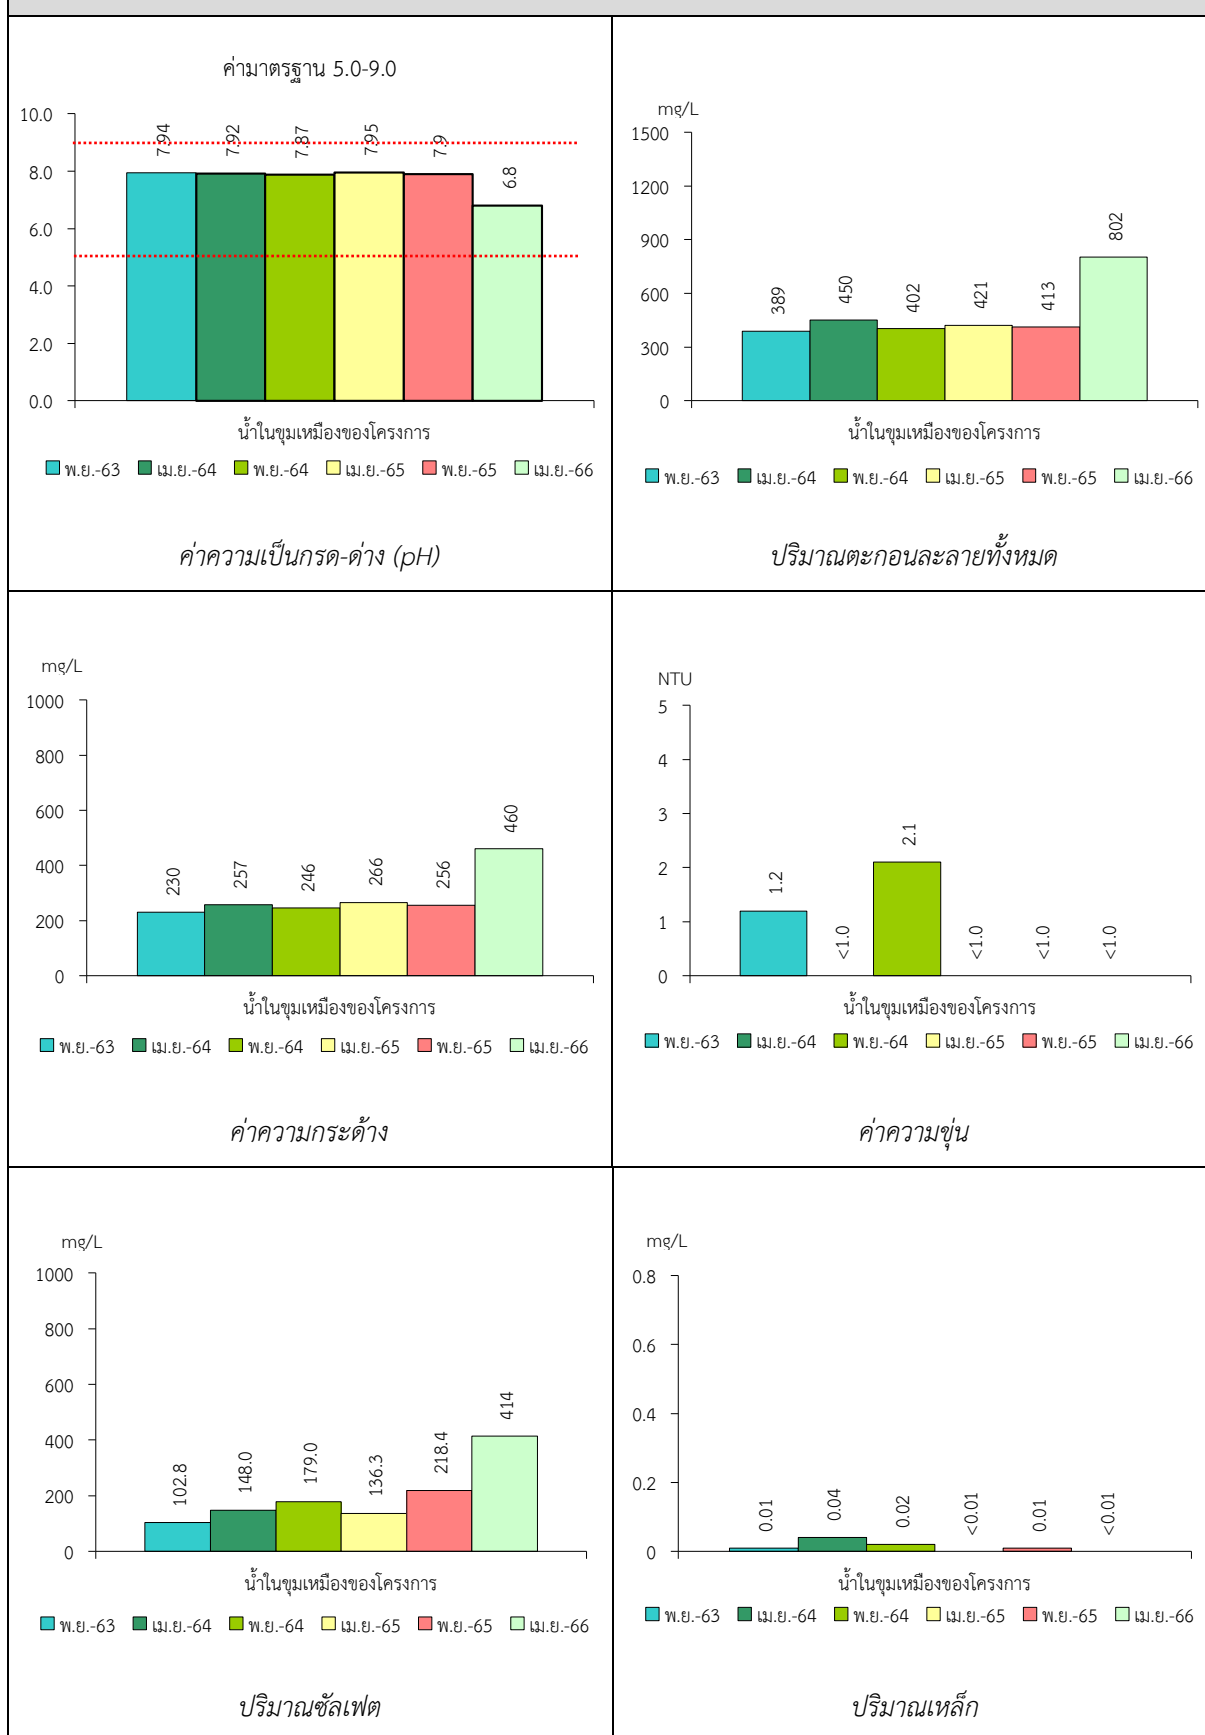 ค่ามาตรฐาน 5.0-9.0
10.0
8.0
6.0
4.0
2.0
0.0
7.94
7.92
7.87
7.95
7.9
6.8
น้ำในขุมเหมืองของโครงการ
พ.ย.-63 เม.ย.-64 พ.ย.-64 เม.ย.-65 พ.ย.-65 เม.ย.-66
ค่าความเป็นกรด-ด่าง (pH)
mg/L
1500
1200
900
600
300
0
389
450
402
421
413
802
น้ำในขุมเหมืองของโครงการ
พ.ย.-63 เม.ย.-64 พ.ย.-64 เม.ย.-65 พ.ย.-65 เม.ย.-66
ปริมาณตะกอนละลายทั้งหมด
mg/L
1000
800
600
400
200
0
230
257
246
266
256
460
น้ำในขุมเหมืองของโครงการ
พ.ย.-63 เม.ย.-64 พ.ย.-64 เม.ย.-65 พ.ย.-65 เม.ย.-66
ค่าความกระด้าง
NTU
5
4
3
2
1
0
1.2
<1.0
2.1
<1.0
<1.0
<1.0
น้ำในขุมเหมืองของโครงการ
พ.ย.-63 เม.ย.-64 พ.ย.-64 เม.ย.-65 พ.ย.-65 เม.ย.-66
ค่าความขุ่น
mg/L
1000
800
600
400
200
0
102.8
148.0
179.0
136.3
218.4
414
น้ำในขุมเหมืองของโครงการ
พ.ย.-63 เม.ย.-64 พ.ย.-64 เม.ย.-65 พ.ย.-65 เม.ย.-66
ปริมาณซัลเฟต
mg/L
0.8
0.6
0.4
0.2
0
0.01
0.04
0.02
<0.01
0.01
<0.01
น้ำในขุมเหมืองของโครงการ
พ.ย.-63 เม.ย.-64 พ.ย.-64 เม.ย.-65 พ.ย.-65 เม.ย.-66
ปริมาณเหล็ก